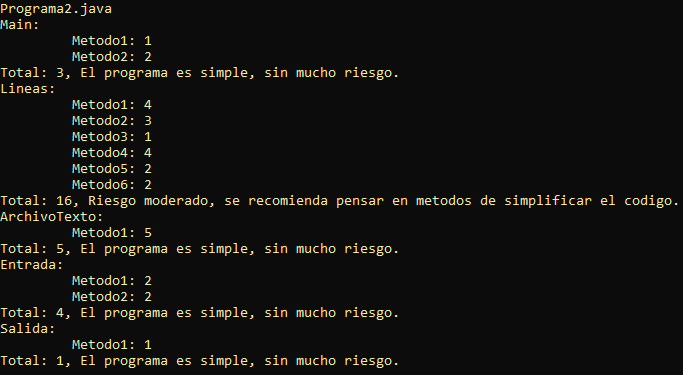 Programa2.java
Main:
Metodo1: 1
Metodo2: 2
Total: 3, El programa es simple, sin mucho riesgo.
Lineas:
Metodo1: 4
Metodo2: 3
Metodo3: 1
Metodo4: 4
Metodo5: 2
Metodo6: 2
Total: 16, Riesgo moderado, se recomienda pensar en metodos de simplificar el codigo.
ArchivoTexto:
Metodo1: 5
Total: 5, El programa es simple, sin mucho riesgo.
Entrada:
Metodo1: 2
Metodo2: 2
Total: 4, El programa es simple, sin mucho riesgo.
Salida:
Metodo1: 1
Total: 1, El programa es simple, sin mucho riesgo.